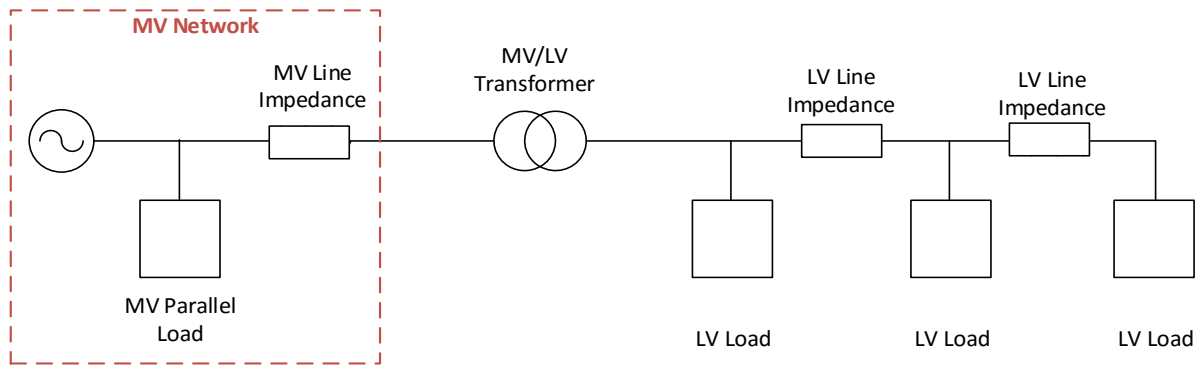 MV Network
MV Line
Impedance
MV/LV
Transformer
LV Line
Impedance
LV Line
Impedance
MV Parallel
Load
LV Load
LV Load
LV Load